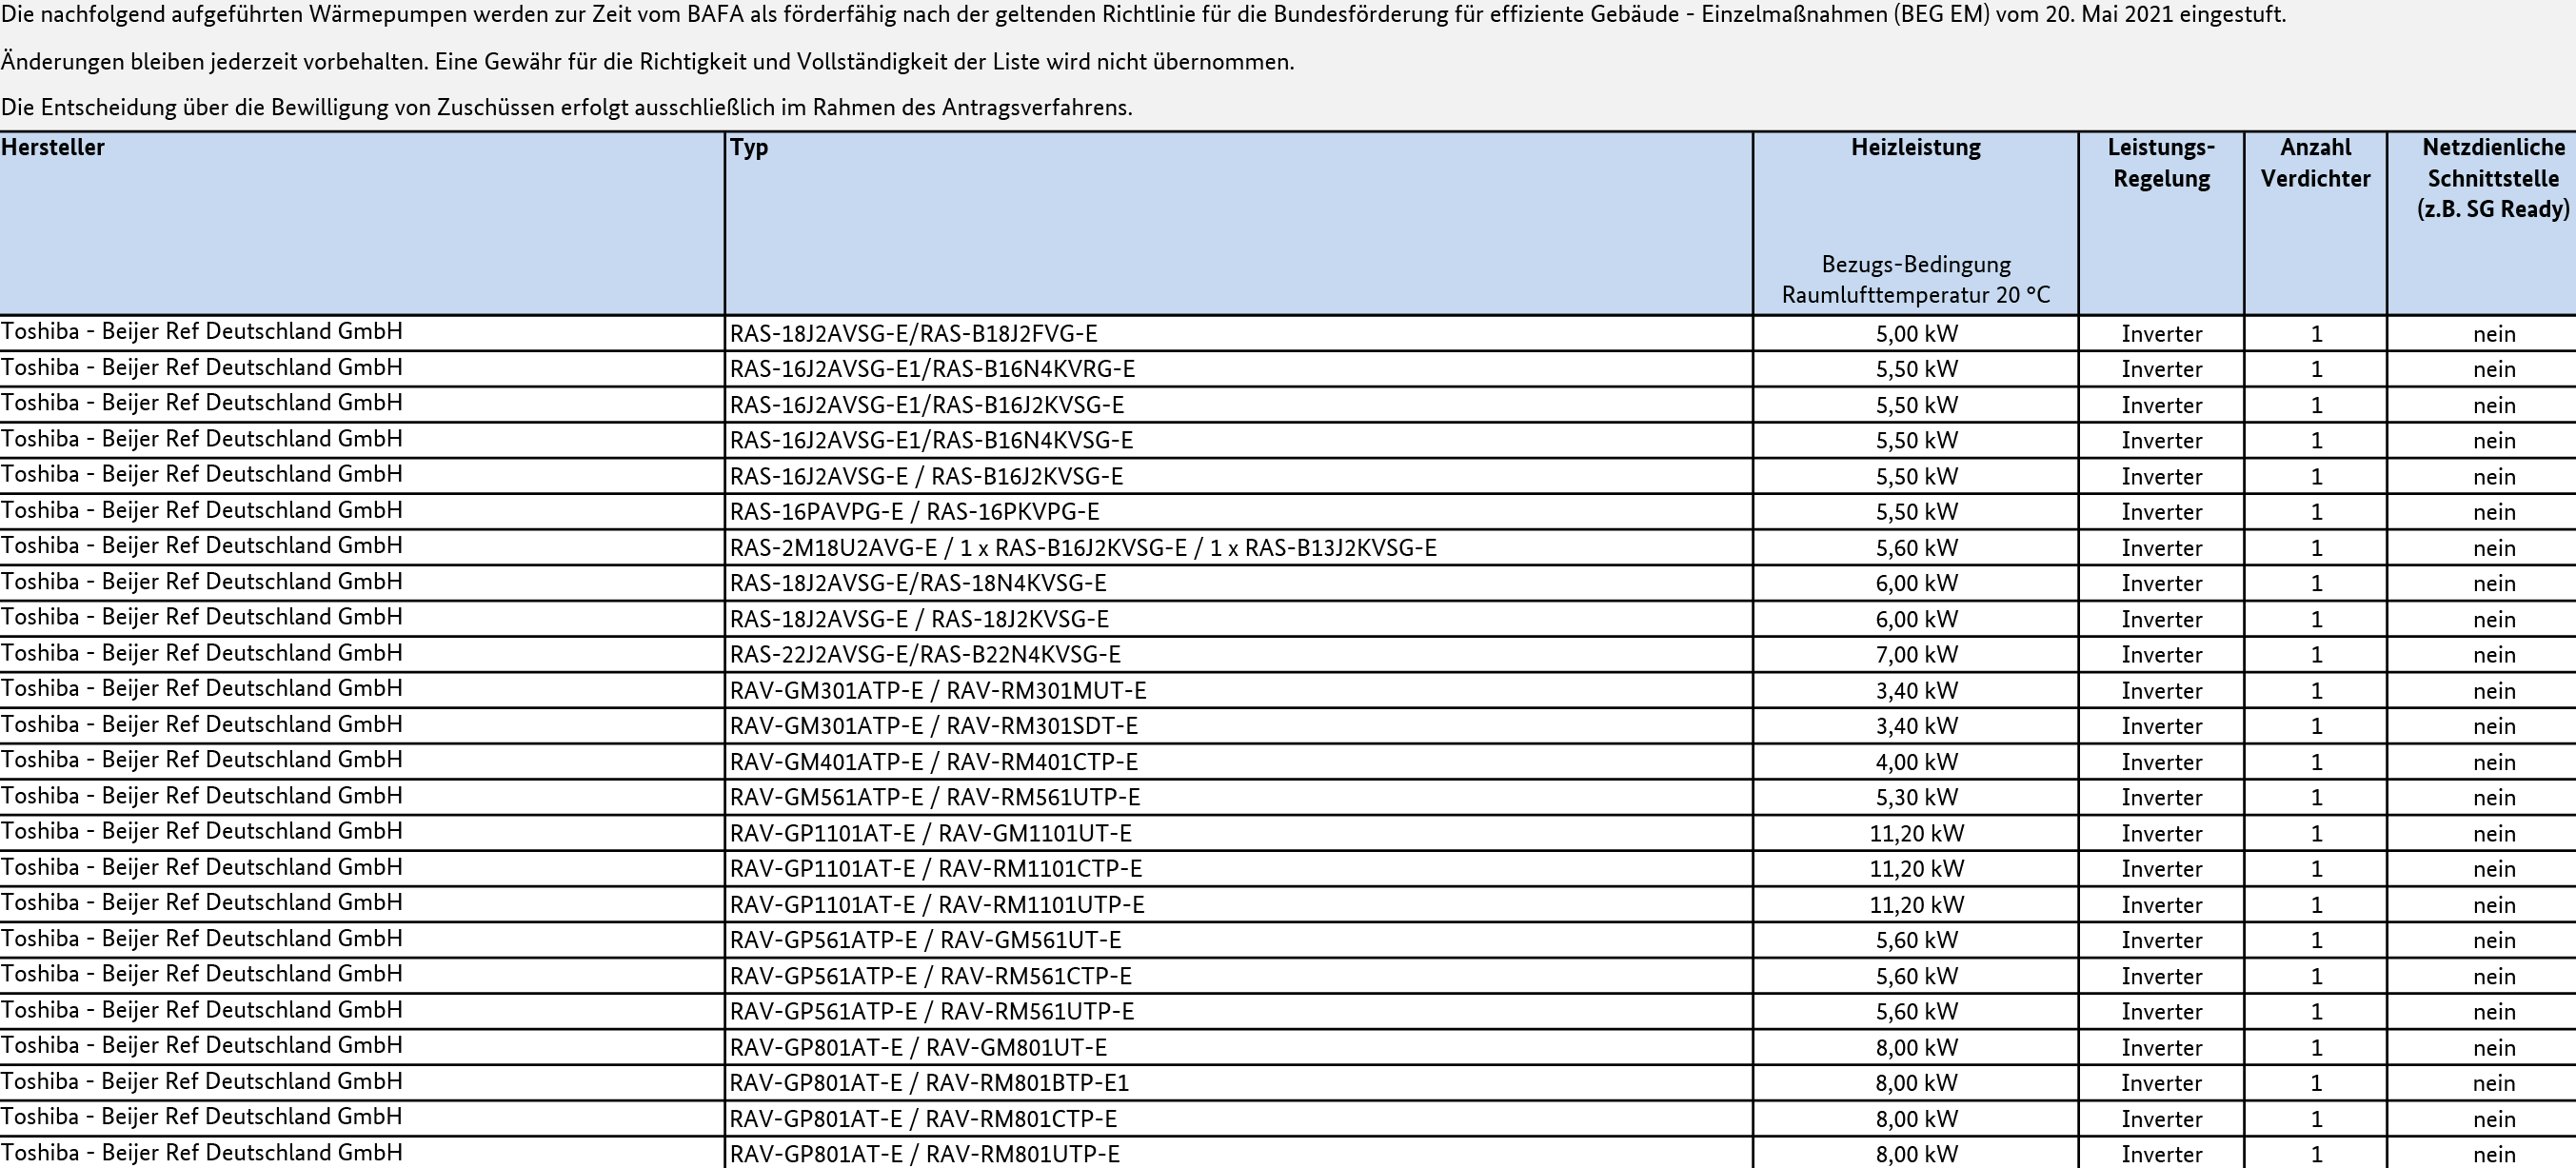 Die nachfolgend aufgeführten Wärmepumpen werden zur Zeit vom BAFA als förderfähig nach der geltenden Richtlinie für die Bundesförderung für effiziente Gebäude - Einzelmaßnahmen (BEG EM) vom 20. Mai 2021 eingestuft.
Änderungen bleiben jederzeit vorbehalten. Eine Gewähr für die Richtigkeit und Vollständigkeit der Liste wird nicht übernommen.
Die Entscheidung über die Bewilligung von Zuschüssen erfolgt ausschließlich im Rahmen des Antragsverfahrens.
Hersteller Typ Heizleistung Leistungs- Anzahl Netzdienliche
Regelung Verdichter Schnittstelle
(z.B. SG Ready)
Bezugs-Bedingung
Raumlufttemperatur 20 °C
Toshiba - Beijer Ref Deutschland GmbH RAS-18J2AVSG-E/RAS-B18J2FVG-E 5,00 kW Inverter 1 nein
Toshiba - Beijer Ref Deutschland GmbH RAS-16J2AVSG-E1/RAS-B16N4KVRG-E 5,50 kW Inverter 1 nein
Toshiba - Beijer Ref Deutschland GmbH RAS-16J2AVSG-E1/RAS-B16J2KVSG-E 5,50 kW Inverter 1 nein
Toshiba - Beijer Ref Deutschland GmbH RAS-16J2AVSG-E1/RAS-B16N4KVSG-E 5,50 kW Inverter 1 nein
Toshiba - Beijer Ref Deutschland GmbH RAS-16J2AVSG-E / RAS-B16J2KVSG-E 5,50 kW Inverter 1 nein
Toshiba - Beijer Ref Deutschland GmbH RAS-16PAVPG-E / RAS-16PKVPG-E 5,50 kW Inverter 1 nein
Toshiba - Beijer Ref Deutschland GmbH RAS-2M18U2AVG-E / 1 x RAS-B16J2KVSG-E / 1 x RAS-B13J2KVSG-E 5,60 kW Inverter 1 nein
Toshiba - Beijer Ref Deutschland GmbH RAS-18J2AVSG-E/RAS-18N4KVSG-E 6,00 kW Inverter 1 nein
Toshiba - Beijer Ref Deutschland GmbH RAS-18J2AVSG-E / RAS-18J2KVSG-E 6,00 kW Inverter 1 nein
Toshiba - Beijer Ref Deutschland GmbH RAS-22J2AVSG-E/RAS-B22N4KVSG-E 7,00 kW Inverter 1 nein
Toshiba - Beijer Ref Deutschland GmbH RAV-GM301ATP-E / RAV-RM301MUT-E 3,40 kW Inverter 1 nein
Toshiba - Beijer Ref Deutschland GmbH RAV-GM301ATP-E / RAV-RM301SDT-E 3,40 kW Inverter 1 nein
Toshiba - Beijer Ref Deutschland GmbH RAV-GM401ATP-E / RAV-RM401CTP-E 4,00 kW Inverter 1 nein
Toshiba - Beijer Ref Deutschland GmbH RAV-GM561ATP-E / RAV-RM561UTP-E 5,30 kW Inverter 1 nein
Toshiba - Beijer Ref Deutschland GmbH RAV-GP1101AT-E / RAV-GM1101UT-E 11,20 kW Inverter 1 nein
Toshiba - Beijer Ref Deutschland GmbH RAV-GP1101AT-E / RAV-RM1101CTP-E 11,20 kW Inverter 1 nein
Toshiba - Beijer Ref Deutschland GmbH RAV-GP1101AT-E / RAV-RM1101UTP-E 11,20 kW Inverter 1 nein
Toshiba - Beijer Ref Deutschland GmbH RAV-GP561ATP-E / RAV-GM561UT-E 5,60 kW Inverter 1 nein
Toshiba - Beijer Ref Deutschland GmbH RAV-GP561ATP-E / RAV-RM561CTP-E 5,60 kW Inverter 1 nein
Toshiba - Beijer Ref Deutschland GmbH RAV-GP561ATP-E / RAV-RM561UTP-E 5,60 kW Inverter 1 nein
Toshiba - Beijer Ref Deutschland GmbH RAV-GP801AT-E / RAV-GM801UT-E 8,00 kW Inverter 1 nein
Toshiba - Beijer Ref Deutschland GmbH RAV-GP801AT-E / RAV-RM801BTP-E1 8,00 kW Inverter 1 nein
Toshiba - Beijer Ref Deutschland GmbH RAV-GP801AT-E / RAV-RM801CTP-E 8,00 kW Inverter 1 nein
Toshiba - Beijer Ref Deutschland GmbH RAV-GP801AT-E / RAV-RM801UTP-E 8,00 kW Inverter 1 nein